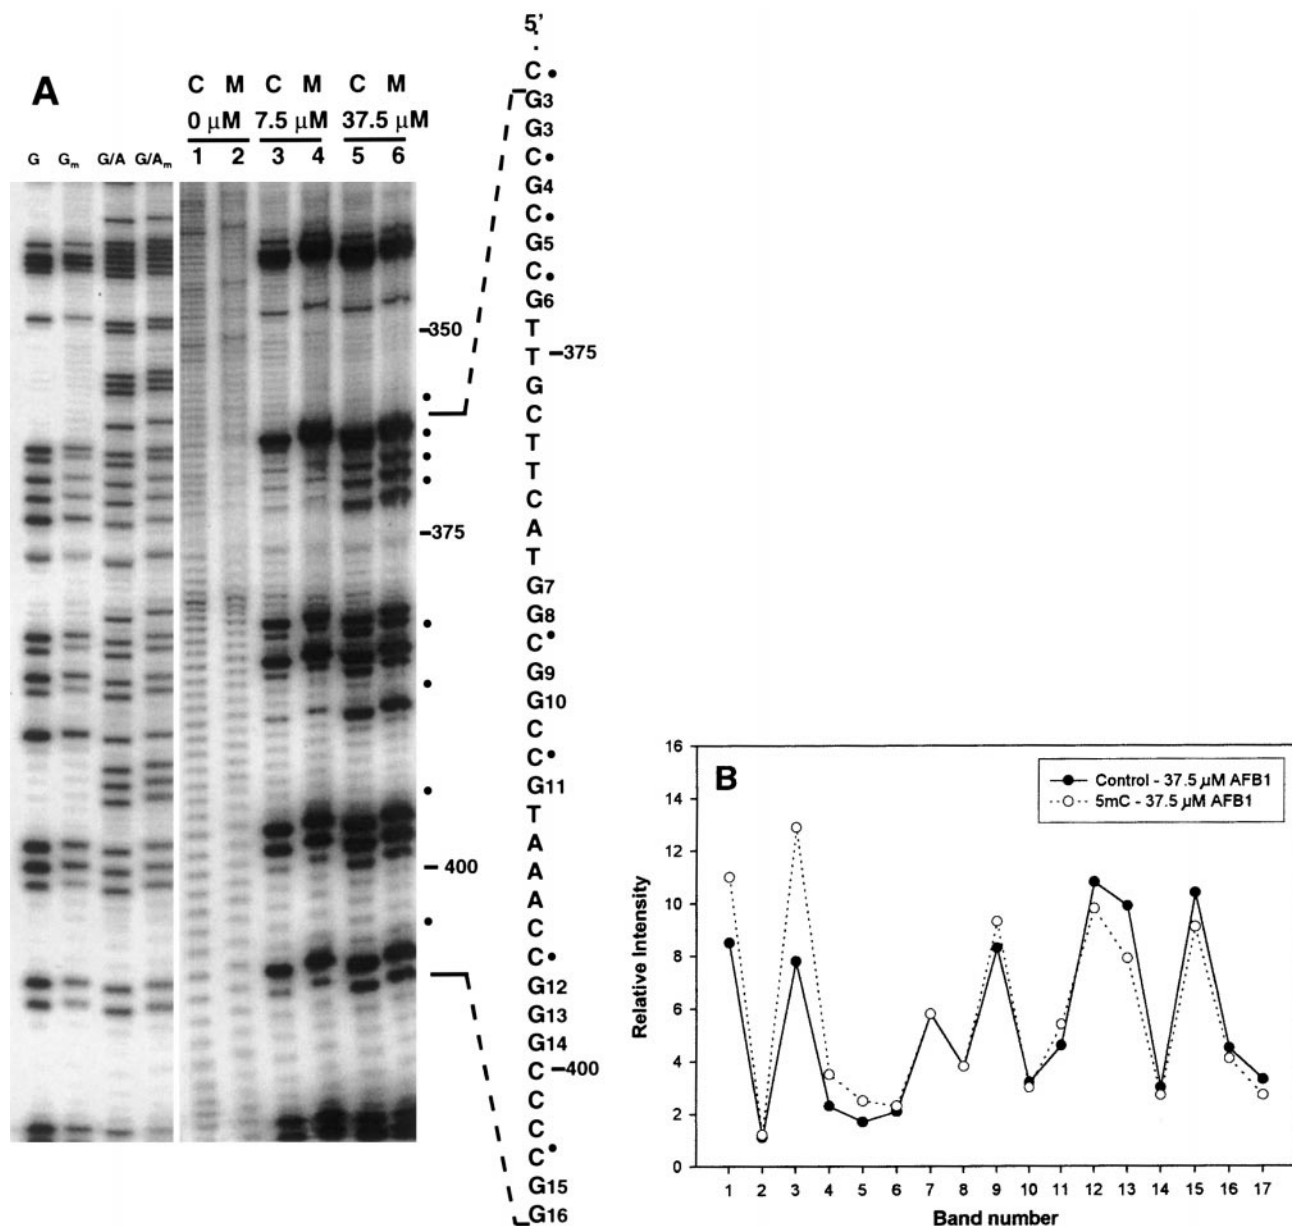 A
C M C M C M
0 µM 7.5 µM 37.5 µM
G Gm G/A G/Am 1 2 3 4 5 6
–350
•
•
•
•
–375
•
•
•
– 400
•
5'
.
.
C •
G3
G3
C •
G4
C •
G5
C •
G6
T
T –375
G
C
T
T
C
A
T
G7
G8
C •
G9
G10
C
C •
G11
T
A
A
A
C
C •
G12
G13
G14
C –400
C
C
C •
G15
G16
B
Control - 37.5 µM AFB1
5mC - 37.5 µM AFB1
Relative Intensity
16
14
12
10
8
6
4
2
0
1 2 3 4 5 6 7 8 9 10 11 12 13 14 15 16 17
Band number